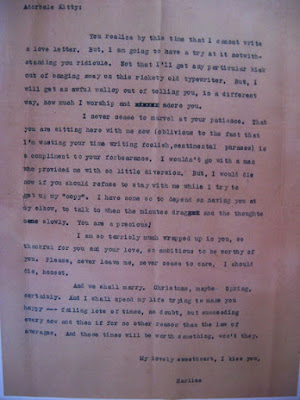 Adorable Kitty:
You realize by this time that I cannot write
a love letter. But, I am going to have a try at it notwith-
standing you ridicule. Not that I'll get any particular kick
out of banging away on this rickety old typewriter. But, I
will get an awful wallop out of telling you, in a different
way, how much I worship and adore you.
I never cease to marvel at your patience. That
you are sitting here with me now (oblivious to the fact that
I'm wasting your time writing foolish, sentimental
is a compliment to your forbearance. I wouldn't go with a man
who provided me with so little diversion. But, I would die
now if you should refuse to stay with me while I try to
get up my "copy". I have come so to depend on having you at
my elbow, to talk to when the minutes and the thoughts
come slowly. You are a precious!
I am so terribly much wrapped up in you, so
thankful for you and your love, so ambitious to be worthy of
you. Please, never leave me, never cease to care, I should
die, honest.
And we shall marry. Christmas, maybe Spring,
certainly. And I shall spend my life trying to make you
happy --- failing lots of times, no doubt, but succeeding
every now and then if for no other reason than the law of
averages. And those times will be worth something, won't they.
My lovely sweetheart, I kiss you,